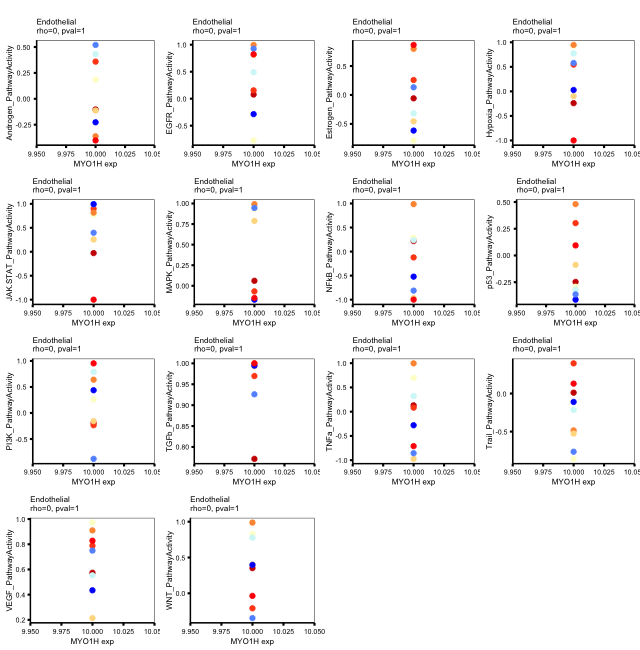 Endothelial
rho=0, pval=1
Androgen_PathwayActivity
0.50
0.25
0.00
-0.25
9.950 9.975 10.000 10.025 10.05
MYO1H exp
Endothelial
rho=0, pval=1
EGFR_PathwayActivity
1.0
0.5
0.0
-0.5
9.950 9.975 10.000 10.025 10.05
MYO1H exp
Endothelial
rho=0, pval=1
Estrogen_PathwayActivity
0.5
0.0
-0.5
9.950 9.975 10.000 10.025 10.05
MYO1H exp
Endothelial
rho=0, pval=1
Hypoxia_PathwayActivity
1.0
0.5
0.0
-0.5
-1.0
9.950 9.975 10.000 10.025 10.05
MYO1H exp
Endothelial
rho=0, pval=1
JAK-STAT_PathwayActivity
1.0
0.5
0.0
-0.5
-1.0
9.950 9.975 10.000 10.025 10.05
MYO1H exp
Endothelial
rho=0, pval=1
MAPK_PathwayActivity
1.00
0.75
0.50
0.25
0.00
9.950 9.975 10.000 10.025 10.05
MYO1H exp
Endothelial
rho=0, pval=1
NFkB_PathwayActivity
1.0
0.5
0.0
-0.5
-1.0
9.950 9.975 10.000 10.025 10.05
MYO1H exp
Endothelial
rho=0, pval=1
p53_PathwayActivity
0.50
0.25
0.00
-0.25
9.950 9.975 10.000 10.025 10.05
MYO1H exp
Endothelial
rho=0, pval=1
PI3K_PathwayActivity
1.0
0.5
0.0
-0.5
9.950 9.975 10.000 10.025 10.05
MYO1H exp
Endothelial
rho=0, pval=1
TGFb_PathwayActivity
1.00
0.95
0.90
0.85
0.80
9.950 9.975 10.000 10.025 10.05
MYO1H exp
Endothelial
rho=0, pval=1
TNFa_PathwayActivity
1.0
0.5
0.0
-0.5
-1.0
9.950 9.975 10.000 10.025 10.05
MYO1H exp
Endothelial
rho=0, pval=1
Trail_PathwayActivity
0.0
-0.5
9.950 9.975 10.000 10.025 10.05
MYO1H exp
Endothelial
rho=0, pval=1
VEGF_PathwayActivity
1.0
0.8
0.6
0.4
0.2
9.950 9.975 10.000 10.025 10.05
MYO1H exp
Endothelial
rho=0, pval=1
WNT_PathwayActivity
1.0
0.5
0.0
9.950 9.975 10.000 10.025 10.050
MYO1H exp